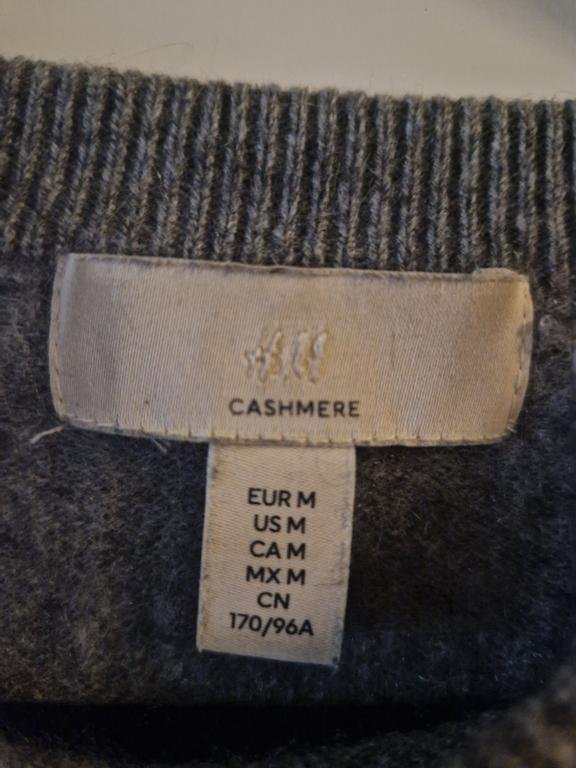 H&M
CASHMERE
EUR M
US M
CA M
MX M
CN
170/96A